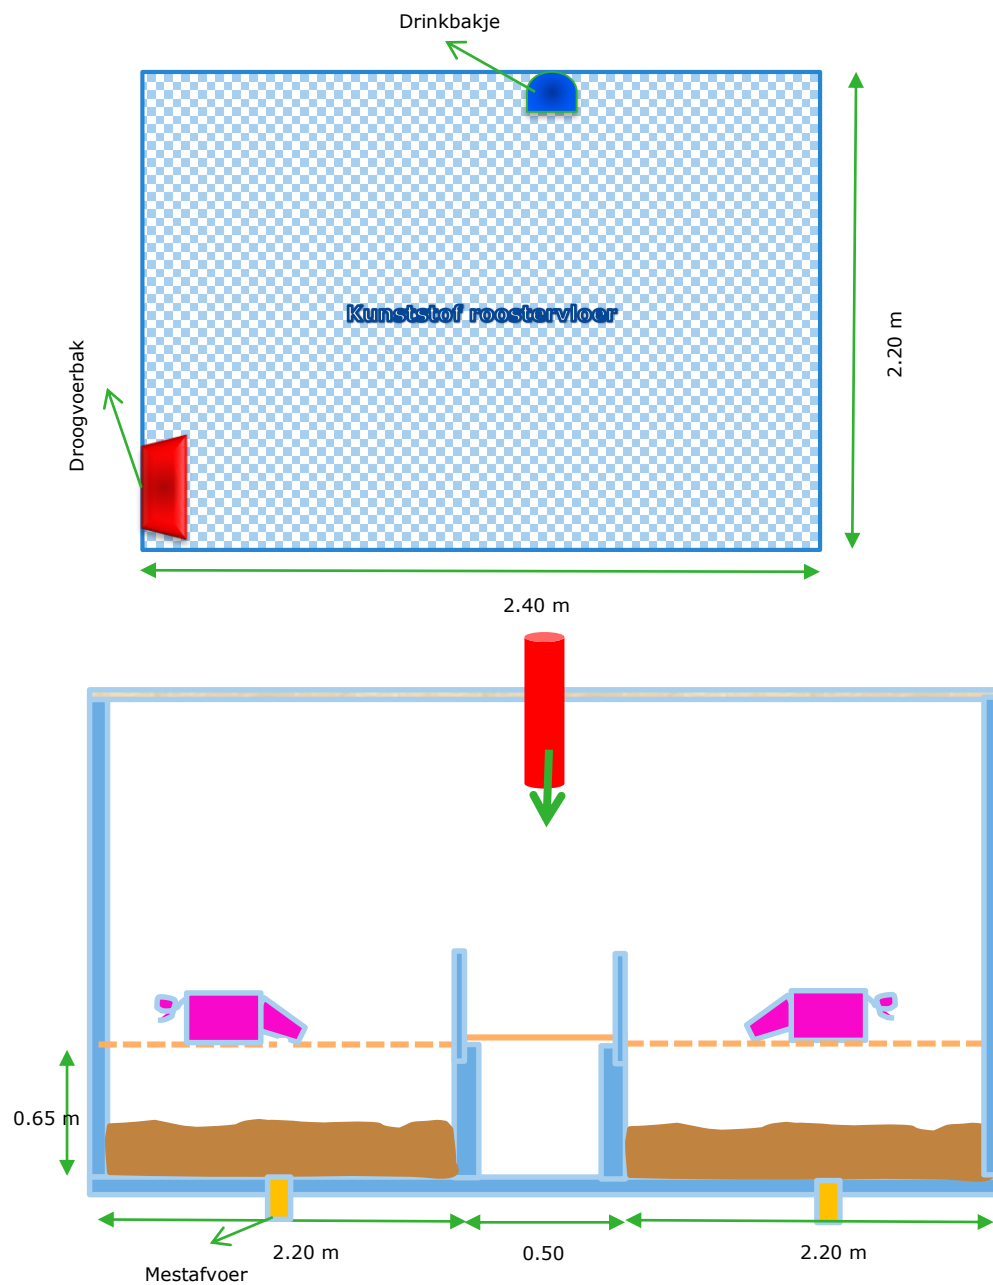 Drinkbakje
Kunststof roostervloer
2.20 m
Droogvoerbak
2.40 m
0.65 m
2.20 m
0.50
2.20 m
Mestafvoer